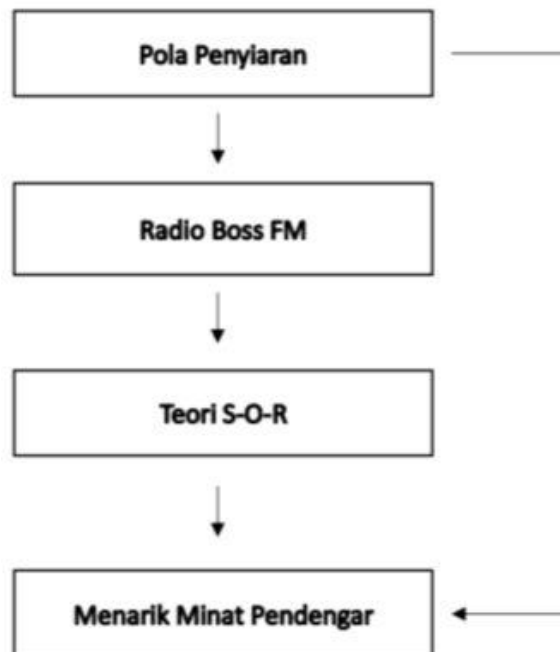 Pola Penyiaran
Radio Boss FM
Teori S-O-R
Menarik Minat Pendengar